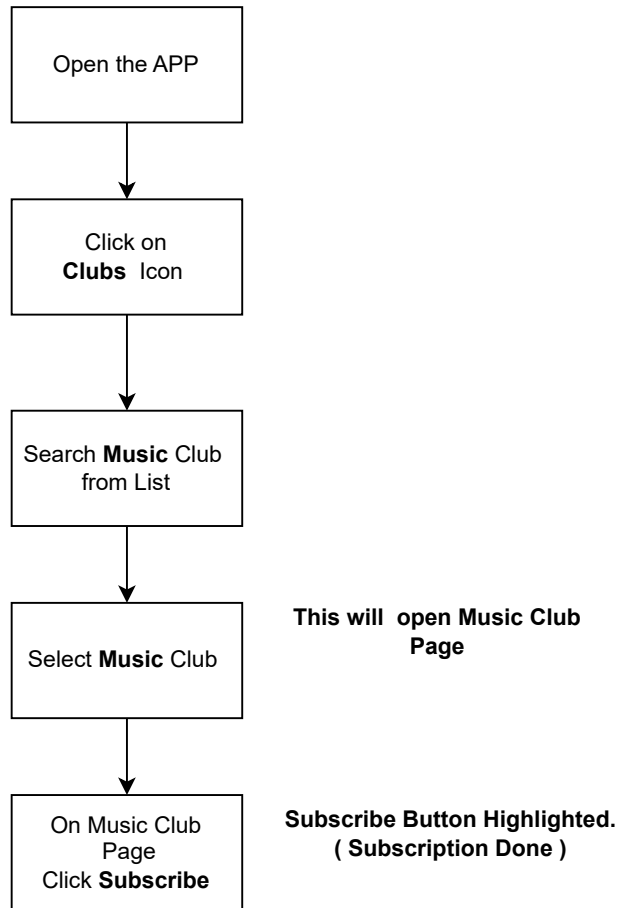 Open the APP
Click on
Clubs Icon
Search Music Club
from List
Select Music Club
This will open Music Club
Page
On Music Club
Page
Click Subscribe
Subscribe Button Highlighted.
( Subscription Done )